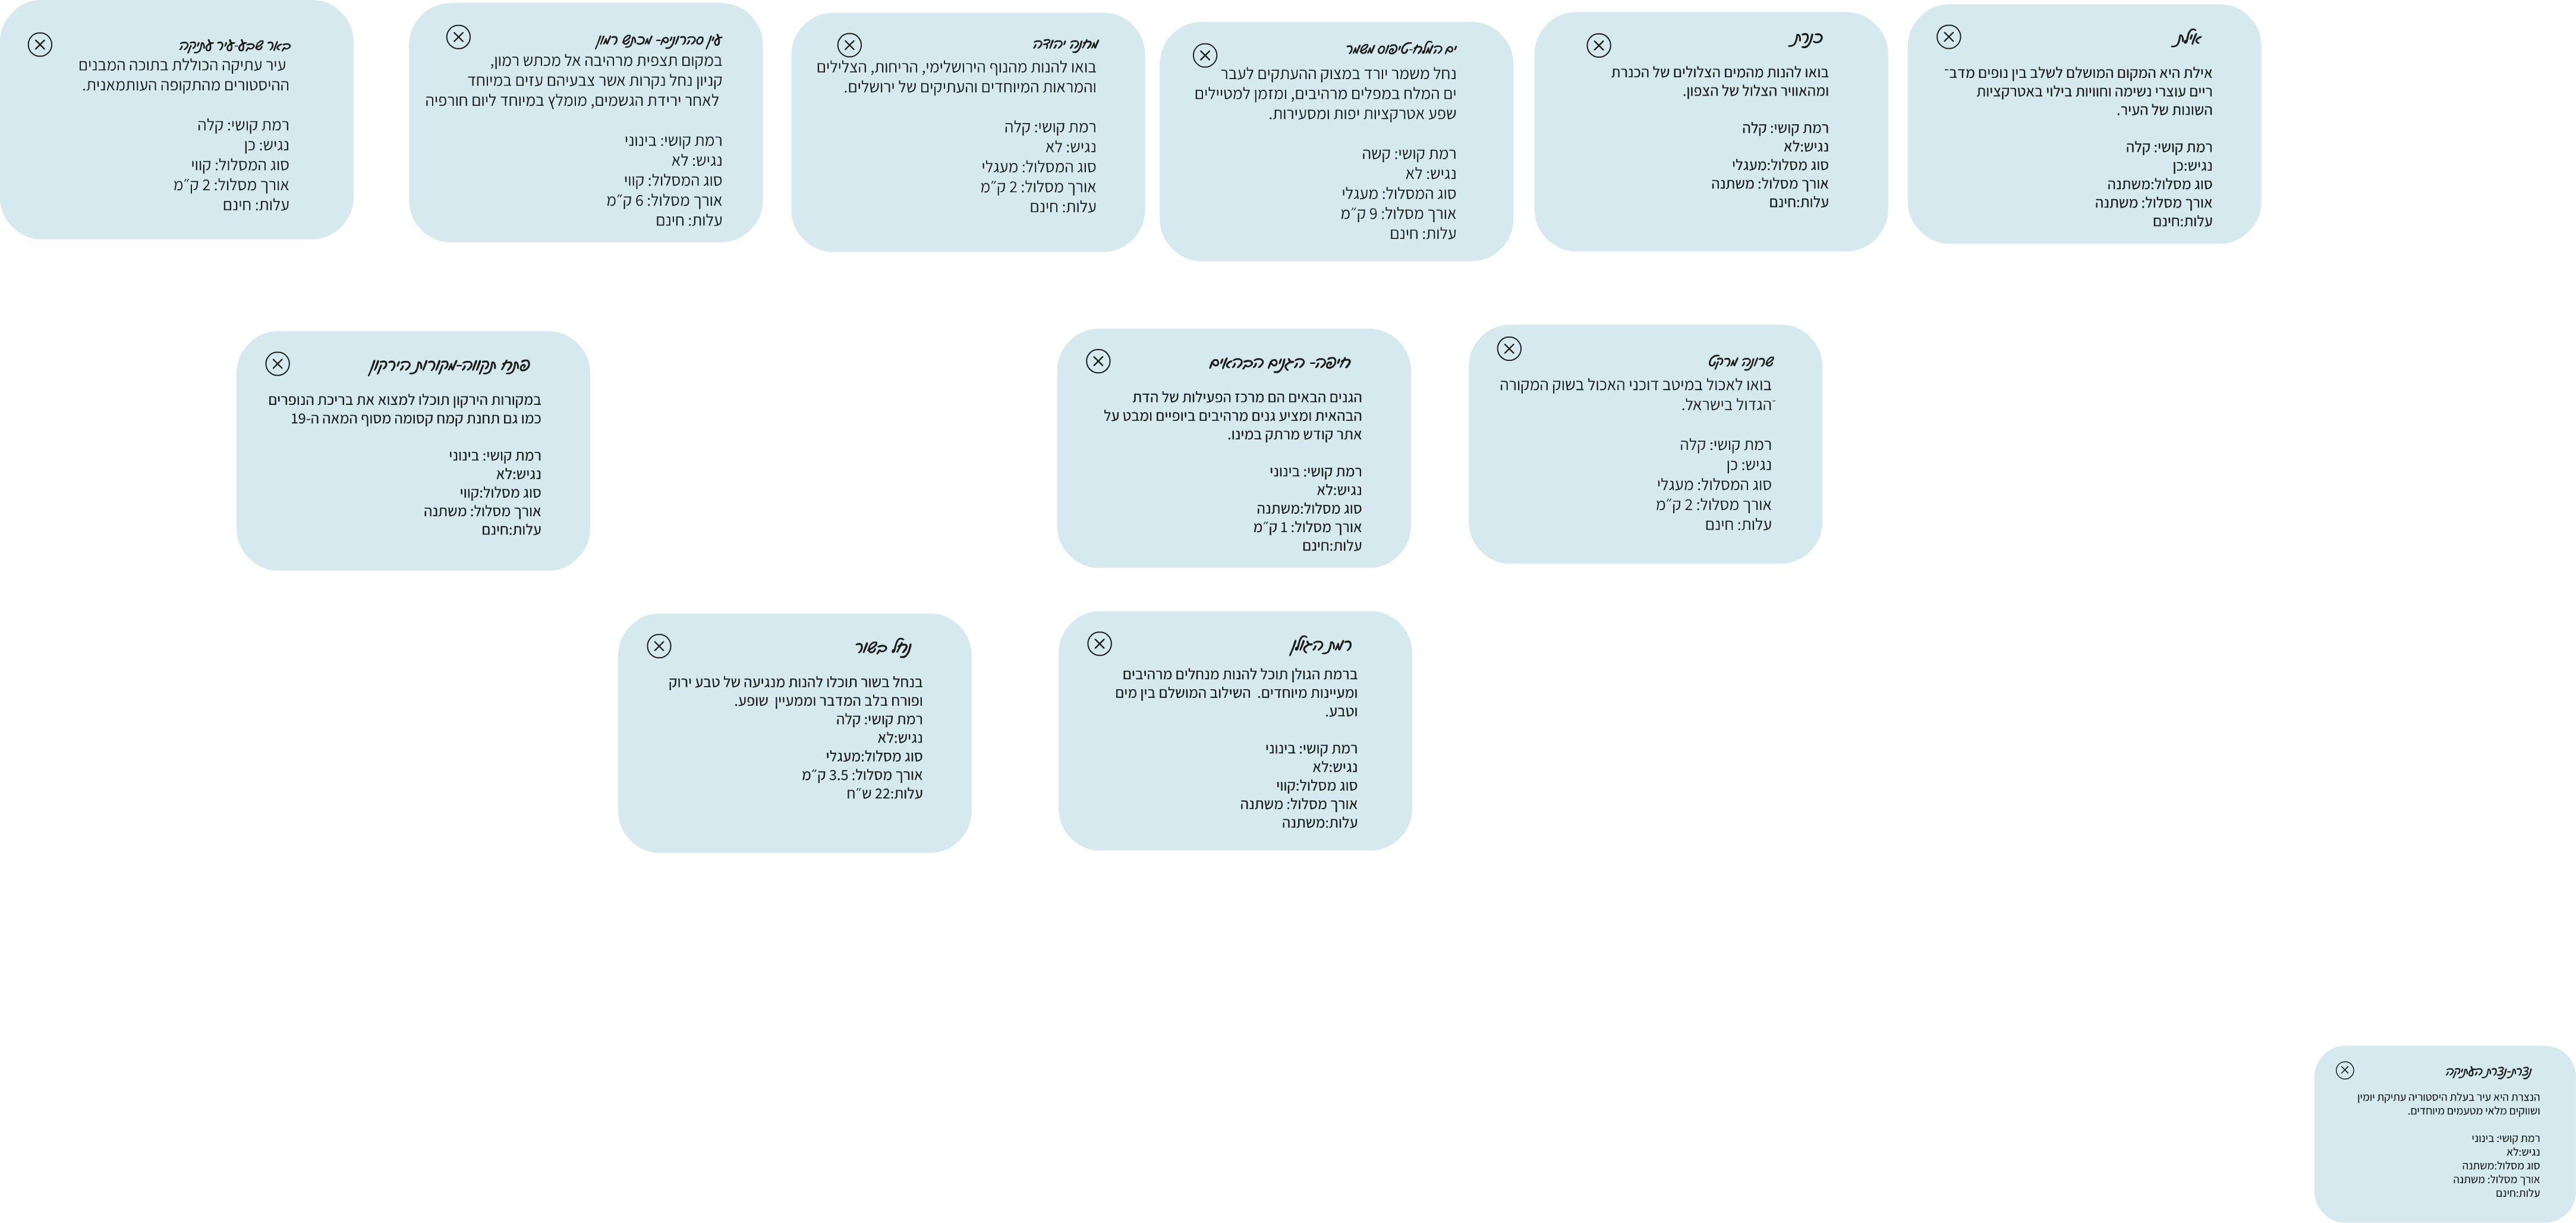 אילת
אילת היא המקום המושלם לשלב בין נופים מדב־
ריים עוצרי נשימה וחוויות בילוי באטרקציות
השונות של העיר.
רמת קושי: קלה
נגיש:כן
סוג מסלול:משתנה
אורך מסלול: משתנה
עלות:חינם
כנרת
בואו להנות מהמים הצלולים של הכנרת
ומהאוויר הצלול של הצפון.
רמת קושי: קלה
נגיש:לא
סוג מסלול:מעגלי
אורך מסלול: משתנה
עלות:חינם
ים המלח-טיפוס משמר
נחל משמר יורד במצוק ההעתקים לעבר
ים המלח במפלים מרהיבים, ומזמן למטיילים
שפע אטרקציות יפות ומסעירות.
רמת קושי: קשה
נגיש: לא
סוג המסלול: מעגלי
אורך מסלול: 9 ק״מ
עלות: חינם
מחנה יהודה
בואו להנות מהנוף הירושלימי, הריחות, הצלילים
והמראות המיוחדים והעתיקים של ירושלים.
רמת קושי: קלה
נגיש: לא
סוג המסלול: מעגלי
אורך מסלול: 2 ק״מ
עלות: חינם
עין סהרונים- מכתש רמון
במקום תצפית מרהיבה אל מכתש רמון,
קניון נחל נקרות אשר צבעיהם עזים במיוחד
לאחר ירידת הגשמים, מומלץ במיוחד ליום חורפיה
רמת קושי: בינוני
נגיש: לא
סוג המסלול: קווי
אורך מסלול: 6 ק״מ
עלות: חינם
באר שבע-עיר עתיקה
עיר עתיקה הכוללת בתוכה המבנים
ההיסטורים מהתקופה העותמאנית.
רמת קושי: קלה
נגיש: כן
סוג המסלול: קווי
אורך מסלול: 2 ק״מ
עלות: חינם
שרונה מרקט
בואו לאכול במיטב דוכני האכול בשוק המקורה
־הגדול בישראל.
רמת קושי: קלה
נגיש: כן
סוג המסלול: מעגלי
אורך מסלול: 2 ק״מ
עלות: חינם
חיפה- הגנים הבהאים
הגנים הבאים הם מרכז הפעילות של הדת
הבהאית ומציע גנים מרהיבים ביופיים ומבט על
אתר קודש מרתק במינו.
רמת קושי: בינוני
נגיש:לא
סוג מסלול:משתנה
אורך מסלול: 1 ק״מ
עלות:חינם
פתח תקווה-מקורות הירקון
במקורות הירקון תוכלו למצוא את בריכת הנופרים
כמו גם תחנת קמח קסומה מסוף המאה ה-19
רמת קושי: בינוני
נגיש:לא
סוג מסלול:קווי
אורך מסלול: משתנה
עלות:חינם
רמת הגולן
ברמת הגולן תוכל להנות מנחלים מרהיבים
ומעיינות מיוחדים. השילוב המושלם בין מים
וטבע.
רמת קושי: בינוני
נגיש:לא
סוג מסלול:קווי
אורך מסלול: משתנה
עלות:משתנה
נחל בשור
בנחל בשור תוכלו להנות מנגיעה של טבע ירוק
ופורח בלב המדבר וממעיין שופע.
רמת קושי: קלה
נגיש:לא
סוג מסלול:מעגלי
אורך מסלול: 3.5 ק״מ
עלות:22 ש״ח
נצרת-נצרת העתיקה
הנצרת היא עיר בעלת היסטוריה עתיקת יומין
ושווקים מלאי מטעמים מיוחדים.
רמת קושי: בינוני
נגיש:לא
סוג מסלול:משתנה
אורך מסלול: משתנה
עלות:חינם